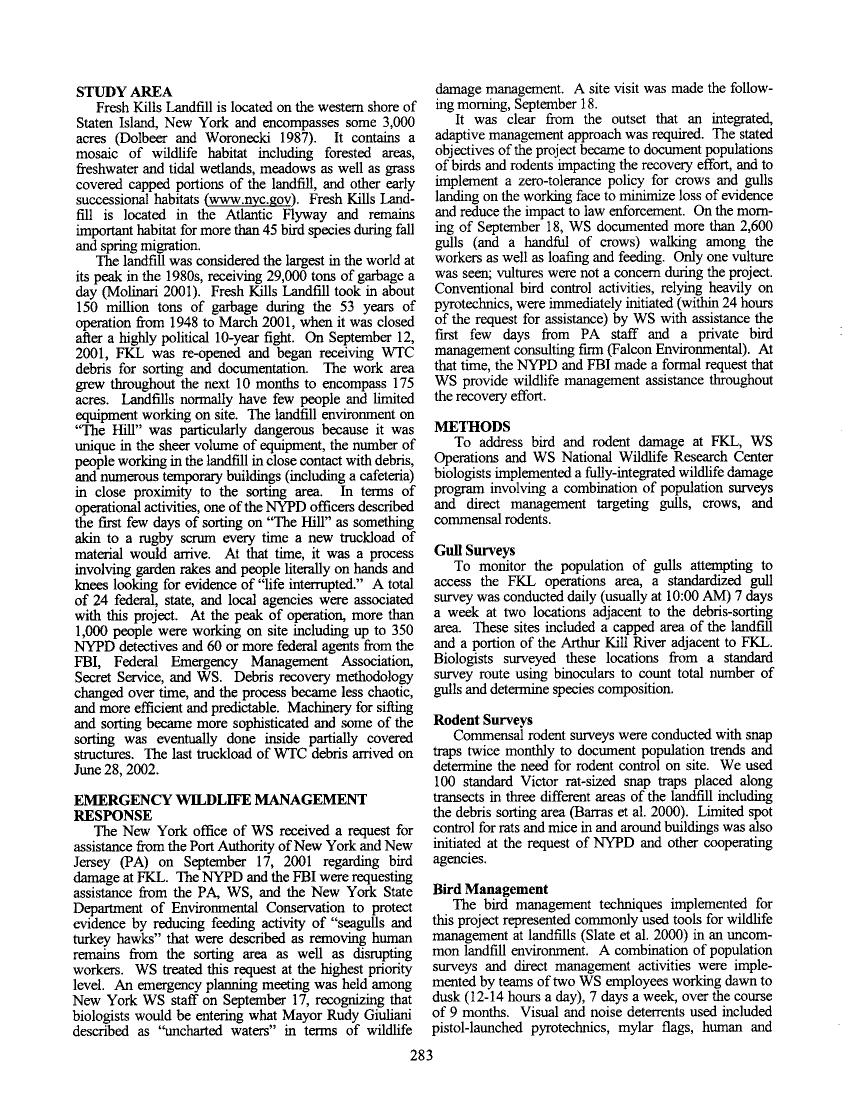 STUDY AREA
Fresh Kills Landfill is located on the western shore of
Staten Island, New York and encompasses some 3,000
acres (Dolbeer and Woronecki 1987). It contains a
mosaic of wildlife habitat including forested areas,
freshwater and tidal wetlands, meadows as well as grass
covered capped portions of the landfill, and other early
successional habitats (www.nyc.gov). Fresh Kills Land-
fill is located in the Atlantic Flyway and remains
important habitat for more than 45 bird species during fall
and spring migration.
The landfill was considered the largest in the world at
its peak in the 1980s, receiving 29,000 tons of garbage a
day (Molinari 2001). Fresh Kills Landfill took in about
150 million tons of garbage during the 53 years of
operation from 1948 to March 2001, when it was closed
after a highly political 10-year fight. On September 12,
2001, FKL was re-opened and began receiving WTC
debris for sorting and documentation. The work area
grew throughout the next 10 months to encompass 175
acres. Landfills normally have few people and limited
equipment working on site. The landfill environment on
“The Hill” was particularly dangerous because it was
unique in the sheer volume of equipment, the number of
people working in the landfill in close contact with debris,
and numerous temporary buildings (including a cafeteria)
in close proximity to the sorting area. In terms of
operational activities, one of the NYPD officers described
the first few days of sorting on “The Hill” as something
akin to a rugby scrum every time a new truckload of
material would arrive. At that time, it was a process
involving garden rakes and people literally on hands and
knees looking for evidence of “life interrupted.” A total
of 24 federal, state, and local agencies were associated
with this project. At the peak of operation, more than
1,000 people were working on site including up to 350
NYPD detectives and 60 or more federal agents from the
FBI, Federal Emergency Management Association,
Secret Service, and WS. Debris recovery methodology
changed over time, and the process became less chaotic,
and more efficient and predictable. Machinery for sifting
and sorting became more sophisticated and some of the
sorting was eventually done inside partially covered
structures. The last truckload of WTC debris arrived on
June 28, 2002.
EMERGENCY WILDLIFE MANAGEMENT
RESPONSE
The New York office of WS received a request for
assistance from the Port Authority of New York and New
Jersey (PA) on September 17, 2001 regarding bird
damage at FKL. The NYPD and the FBI were requesting
assistance from the PA, WS, and the New York State
Department of Environmental Conservation to protect
evidence by reducing feeding activity of “seagulls and
turkey hawks” that were described as removing human
remains from the sorting area as well as disrupting
workers. WS treated this request at the highest priority
level. An emergency planning meeting was held among
New York WS staff on September 17, recognizing that
biologists would be entering what Mayor Rudy Giuliani
described as “uncharted waters” in terms of wildlife
damage management. A site visit was made the follow-
ing morning, September 18.
It was clear from the outset that an integrated,
adaptive management approach was required. The stated
objectives of the project became to document populations
of birds and rodents impacting the recovery effort, and to
implement a zero-tolerance policy for crows and gulls
landing on the working face to minimize loss of evidence
and reduce the impact to law enforcement. On the morn-
ing of September 18, WS documented more than 2,600
gulls (and a handful of crows) walking among the
workers as well as loafing and feeding. Only one vulture
was seen; vultures were not a concern during the project.
Conventional bird control activities, relying heavily on
pyrotechnics, were immediately initiated (within 24 hours
of the request for assistance) by WS with assistance the
first few days from PA staff and a private bird
management consulting firm (Falcon Environmental). At
that time, the NYPD and FBI made a formal request that
WS provide wildlife management assistance throughout
the recovery effort.
METHODS
To address bird and rodent damage at FKL, WS
Operations and WS National Wildlife Research Center
biologists implemented a fully-integrated wildlife damage
program involving a combination of population surveys
and direct management targeting gulls, crows, and
commensal rodents.
Gull Surveys
To monitor the population of gulls attempting to
access the FKL operations area, a standardized gull
survey was conducted daily (usually at 10:00 AM) 7 days
a week at two locations adjacent to the debris-sorting
area. These sites included a capped area of the landfill
and a portion of the Arthur Kill River adjacent to FKL.
Biologists surveyed these locations from a standard
survey route using binoculars to count total number of
gulls and determine species composition.
Rodent Surveys
Commensal rodent surveys were conducted with snap
traps twice monthly to document population trends and
determine the need for rodent control on site. We used
100 standard Victor rat-sized snap traps placed along
transects in three different areas of the landfill including
the debris sorting area (Barras et al. 2000). Limited spot
control for rats and mice in and around buildings was also
initiated at the request of NYPD and other cooperating
agencies.
Bird Management
The bird management techniques implemented for
this project represented commonly used tools for wildlife
management at landfills (Slate et al. 2000) in an uncom-
mon landfill environment. A combination of population
surveys and direct management activities were imple-
mented by teams of two WS employees working dawn to
dusk (12-14 hours a day), 7 days a week, over the course
of 9 months. Visual and noise deterrents used included
pistol-launched pyrotechnics, mylar flags, human and
283